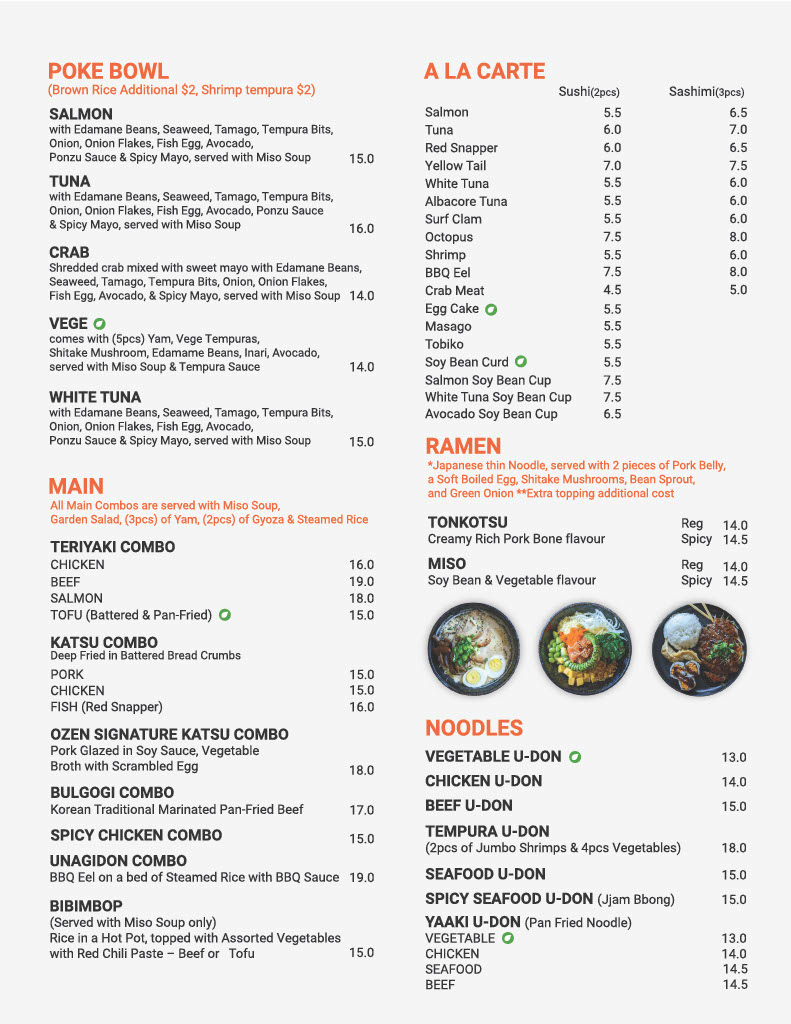 POKE BOWL
(Brown Rice Additional $2, Shrimp tempura $2)
SALMON
with Edamane Beans, Seaweed, Tamago, Tempura Bits,
Onion, Onion Flakes, Fish Egg, Avocado,
Ponzu Sauce & Spicy Mayo, served with Miso Soup 15.0
TUNA
with Edamane Beans, Seaweed, Tamago, Tempura Bits,
Onion, Onion Flakes, Fish Egg, Avocado, Ponzu Sauce
& Spicy Mayo, served with Miso Soup 16.0
CRAB
Shredded crab mixed with sweet mayo with Edemane Beans,
Seaweed, Tamago, Tempura Bits, Onion, Onion Flakes,
Fish Egg, Avocado, & Spicy Mayo, served with Miso Soup 14.0
VEGE
comes with (5pcs) Yam, Vege Tempuras,
Shitake Mushroom, Edamame Beans, Inari, Avocado,
served with Miso Soup & Tempura Sauce 14.0
WHITE TUNA
with Edamane Beans, Seaweed, Tamago, Tempura Bits,
Onion, Onion Flakes, Fish Egg, Avocado,
Ponzu Sauce & Spicy Mayo, served with Miso Soup 15.0
MAIN
All Main Combos are served with Miso Soup,
Garden Salad, (3pcs) of Yam, (2pcs) of Gyoza & Steamed Rice
TERIYAKI COMBO
CHICKEN 16.0
BEEF 19.0
SALMON 18.0
TOFU (Battered & Pan-Fried) 15.0
KATSU COMBO
Deep Fried in Battered Bread Crumbs
PORK 15.0
CHICKEN 15.0
FISH (Red Snapper) 16.0
OZEN SIGNATURE KATSU COMBO
Pork Glazed in Soy Sauce, Vegetable
Broth with Scrambled Egg 18.0
BULGOGI COMBO
Korean Traditional Marinated Pan-Fried Beef 17.0
SPICY CHICKEN COMBO 15.0
UNAGIDON COMBO
BBQ Eel on a bed of Steamed Rice with BBQ Sauce 19.0
BIBIMBOP
(Served with Miso Soup only)
Rice in a Hot Pot, topped with Assorted Vegetables
with Red Chili Paste – Beef or Tofu 15.0
A LA CARTE
Sushi(2pcs) Sashimi(3pcs)
Salmon 5.5 6.5
Tuna 6.0 7.0
Red Snapper 6.0 6.5
Yellow Tail 7.0 7.5
White Tuna 5.5 6.0
Albacore Tuna 5.5 6.0
Surf Clam 5.5 6.0
Octopus 7.5 8.0
Shrimp 5.5 6.0
BBQ Eel 7.5 8.0
Crab Meat 4.5 5.0
Egg Cake 5.5
Masago 5.5
Tobiko 5.5
Soy Bean Curd 5.5
Salmon Soy Bean Cup 7.5
White Tuna Soy Bean Cup 7.5
Avocado Soy Bean Cup 6.5
RAMEN
*Japanese thin Noodle, served with 2 pieces of Pork Belly,
a Soft Boiled Egg, Shitake Mushrooms, Bean Sprout,
and Green Onion **Extra topping additional cost
TONKOTSU Reg 14.0
Creamy Rich Pork Bone flavour Spicy 14.5
MISO Reg 14.0
Soy Bean & Vegetable flavour Spicy 14.5
NOODLES
VEGETABLE U-DON 13.0
CHICKEN U-DON 14.0
BEEF U-DON 15.0
TEMPURA U-DON
(2pcs of Jumbo Shrimps & 4pcs Vegetables) 18.0
SEAFOOD U-DON 15.0
SPICY SEAFOOD U-DON (Jjam Bbong) 15.0
YAAKI U-DON (Pan Fried Noodle)
VEGETABLE 13.0
CHICKEN 14.0
SEAFOOD 14.5
BEEF 14.5